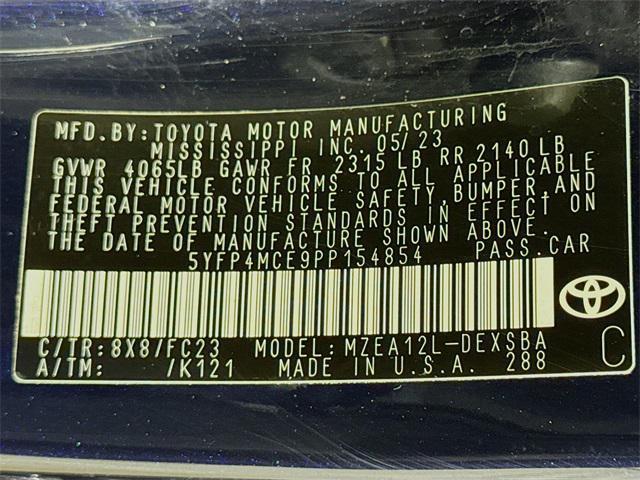 MFD.BY:TOYOTA MOTOR MANUFACTURING
MISSISSIPPI INC. 05/23
GVWR 4065LB GAWR FR 2315 LB RR 2140 LB
THIS VEHICLE CONFORMS TO ALL APPLICABLE
FEDERAL MOTOR VEHICLE SAFETY, BUMPER, AND
THEFT PREVENTION STANDARDS IN EFFECT ON
THE DATE OF MANUFACTURE SHOWN ABOVE.
5YFP4MCE9PP154854 PASS.CAR
C/TR:8X8/FC23 MODEL:MZEA12L-DEXSBA
A/TM: /K121 MADE IN U.S.A. 288
C